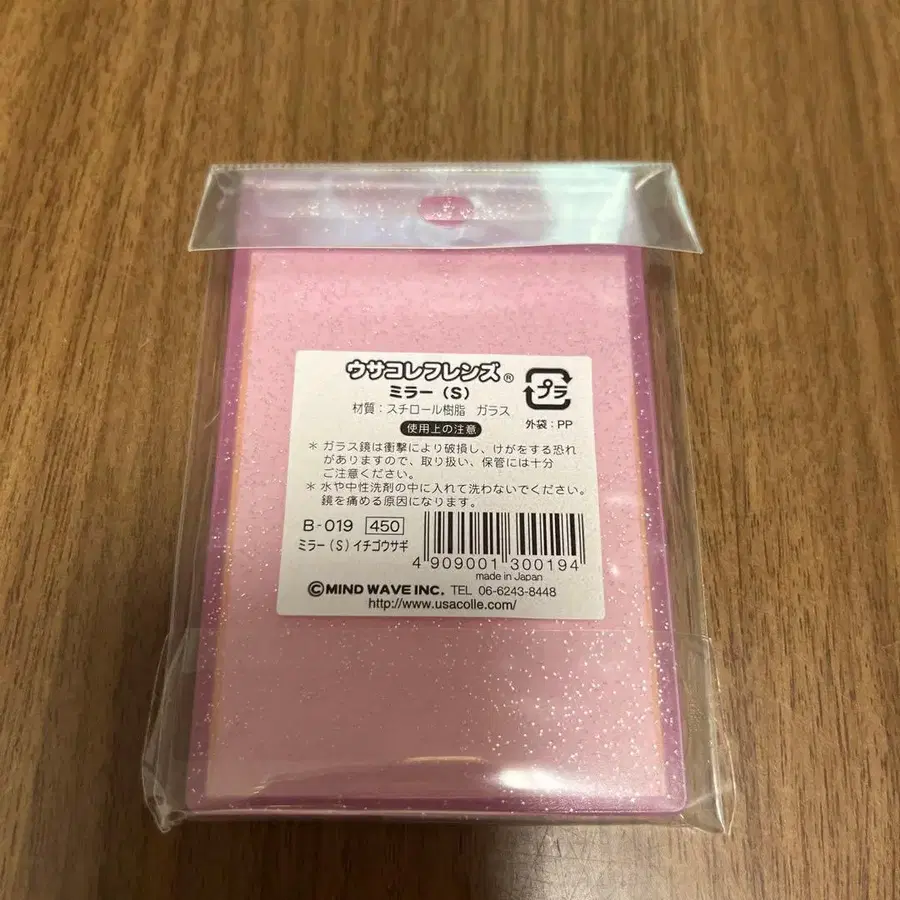 ウサコレフレンズ®
ミラー（S）
材質：スチロール樹脂 ガラス
プラ
外袋：PP
使用上の注意
＊ガラス鏡は衝撃により破損し、けがをする恐れ
がありますので、取り扱い、保管には十分
ご注意ください。
＊水や中性洗剤の中に入れて洗わないでください。
鏡を痛める原因になります。
B-019 450
ミラー（S）イチゴウサギ
4 909001 300194
made in Japan
©MIND WAVE INC. TEL 06-6243-8448
http://www.usacolle.com/